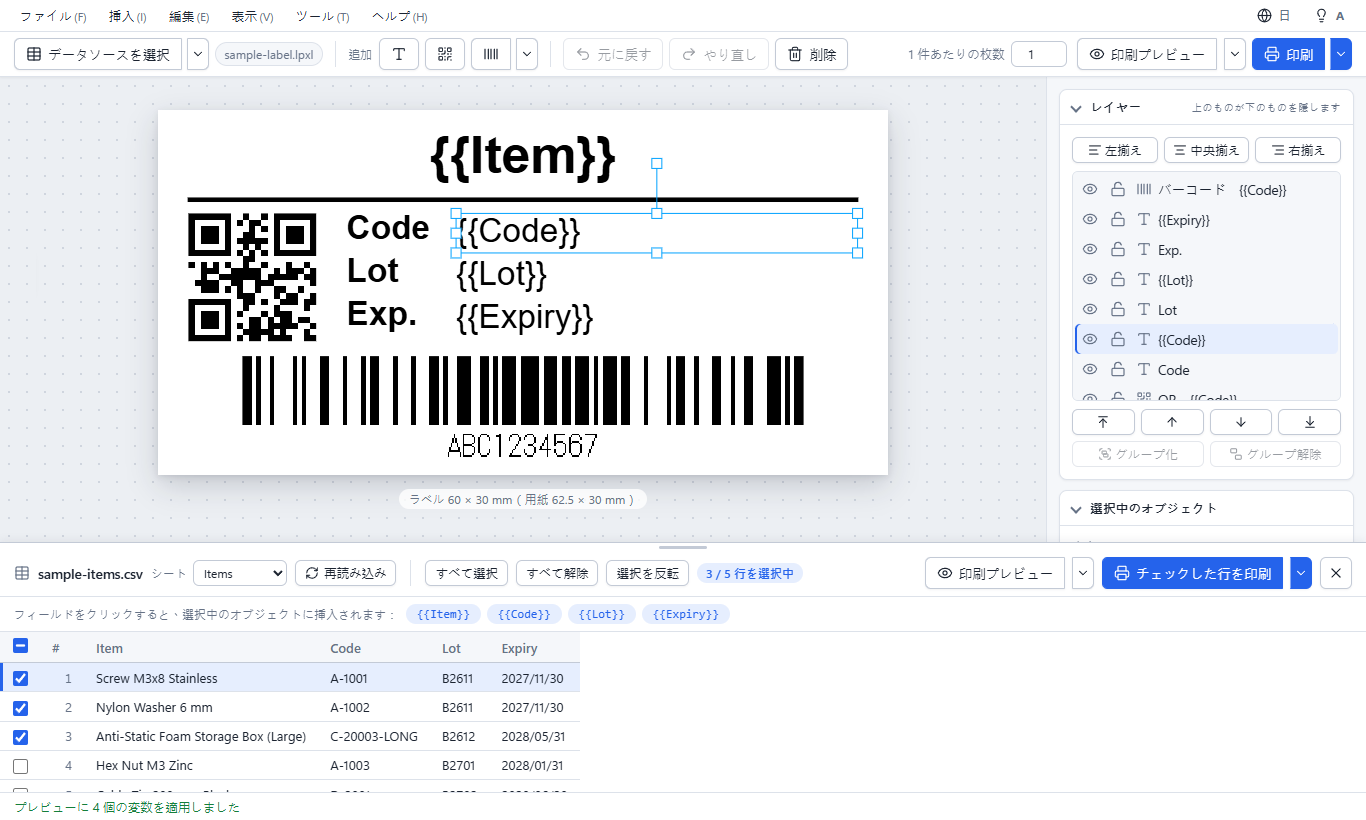 ファイル(F) 挿入(I) 編集(E) 表示(V) ツール(T) ヘルプ(H) 日 A
データソースを選択 sample-label.lpxl 追加 T 元に戻す やり直し 削除 1 件あたりの枚数 1 印刷プレビュー 印刷
{{Item}}
Code {{Code}}
Lot {{Lot}}
Exp. {{Expiry}}
ABC1234567
ラベル 60 × 30 mm ( 用紙 62.5 × 30 mm )
レイヤー 上のものが下のものを隠します
左揃え 中央揃え 右揃え
バーコード {{Code}}
T {{Expiry}}
T Exp.
T {{Lot}}
T Lot
T {{Code}}
T Code
QR {{Code}}
グループ化 グループ解除
選択中のオブジェクト
sample-items.csv シート Items 再読み込み すべて選択 すべて解除 選択を反転 3 / 5 行を選択中 印刷プレビュー チェックした行を印刷
フィールドをクリックすると、選択中のオブジェクトに挿入されます： {{Item}} {{Code}} {{Lot}} {{Expiry}}
# Item Code Lot Expiry
1 Screw M3x8 Stainless A-1001 B2611 2027/11/30
2 Nylon Washer 6 mm A-1002 B2611 2027/11/30
3 Anti-Static Foam Storage Box (Large) C-20003-LONG B2612 2028/05/31
4 Hex Nut M3 Zinc A-1003 B2701 2028/01/31
プレビューに 4 個の変数を適用しました